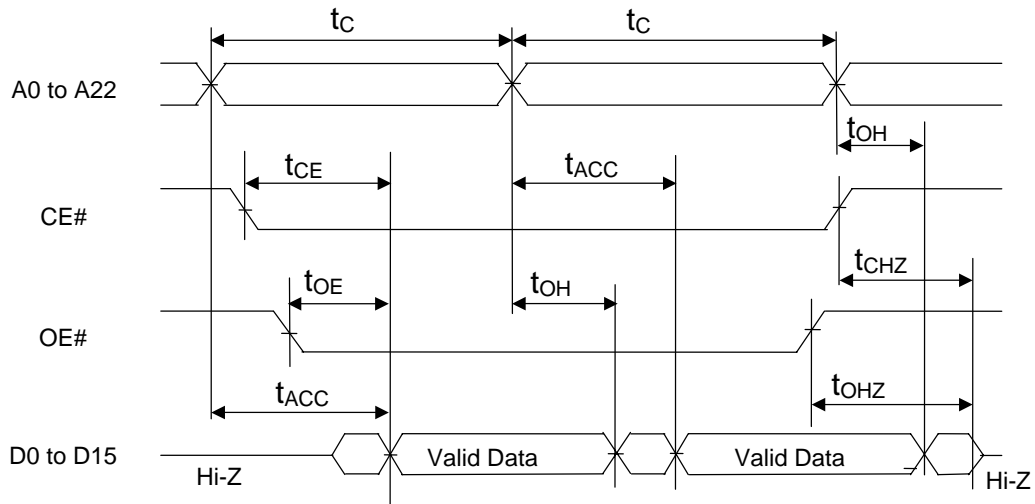 tC tC
A0 to A22
tOH
tCE tACC
CE#
tCHZ
tOE tOH
OE#
tACC tOHZ
D0 to D15 Valid Data Valid Data
Hi-Z Hi-Z